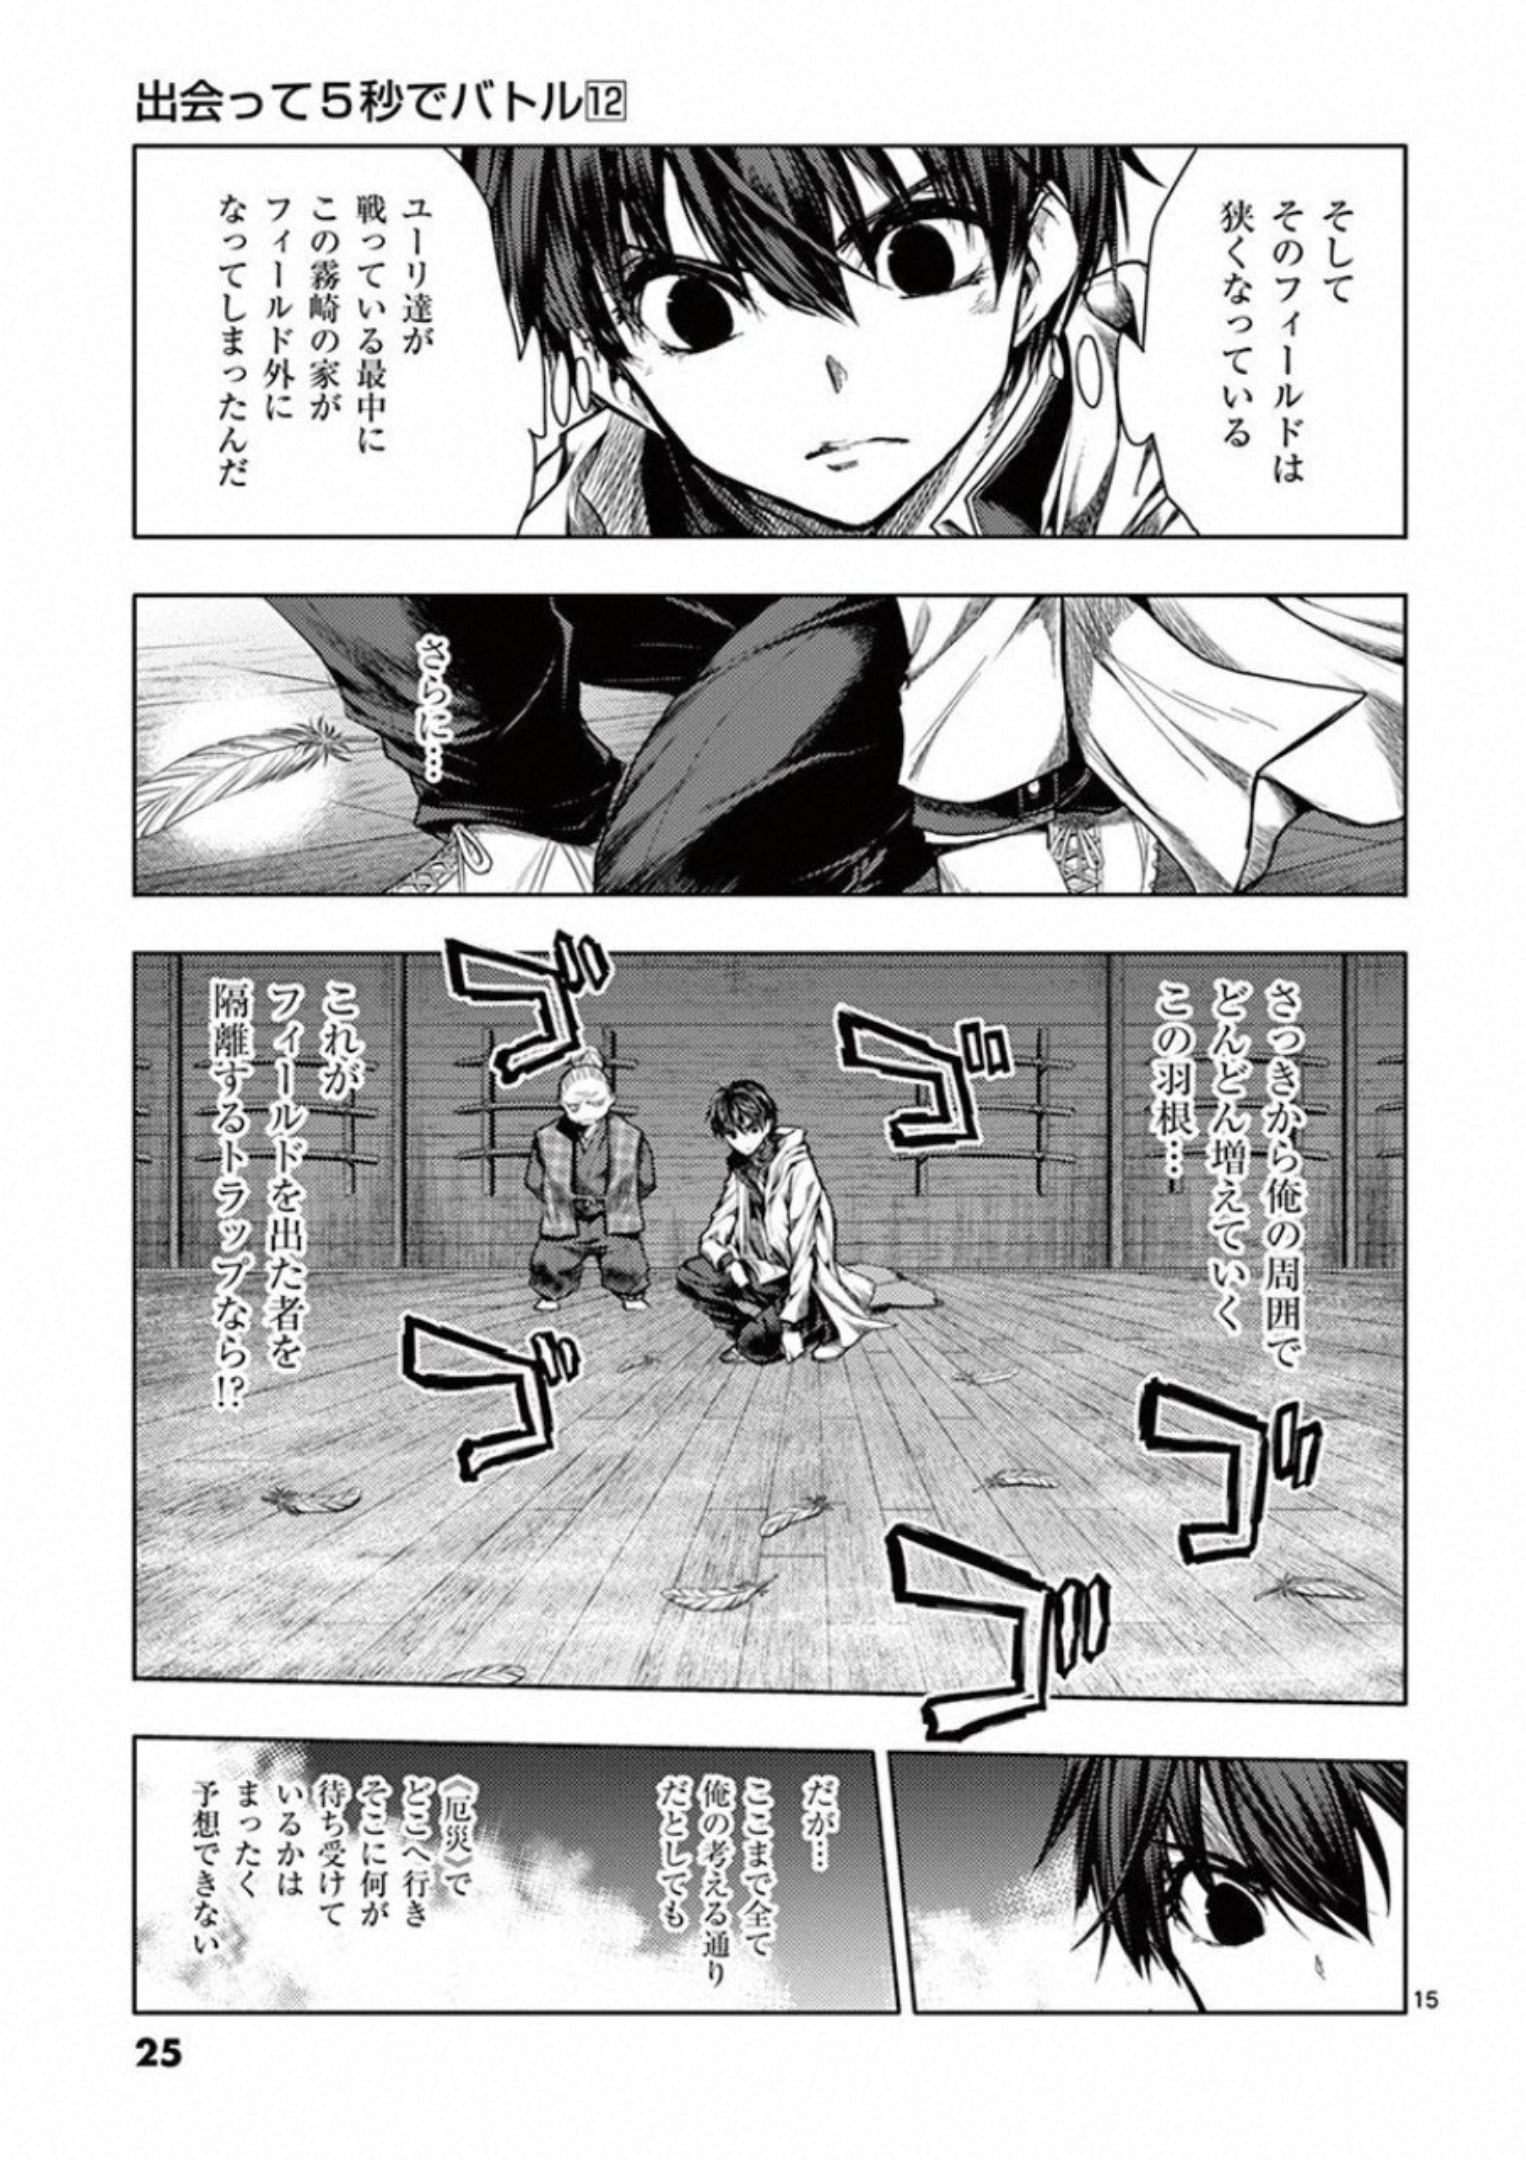 出会って5秒でバトル12
そして
そのフィールドは
狭くなっている
ユーリ達が
戦っている最中に
この霧崎の家が
フィールド外に
なってしまったんだ
さらに…
さっきから俺の周囲で
どんどん増えていく
この羽根…
ゴ
ゴ
ゴ
ゴ
ゴ
これが
フィールドを出た者を
隔離するトラップなら!?
だが…
ここまで全て
俺の考える通り
だとしても
《厄災》で
どこへ行き
そこに何が
待ち受けて
いるかは
まったく
予想できない
15
25